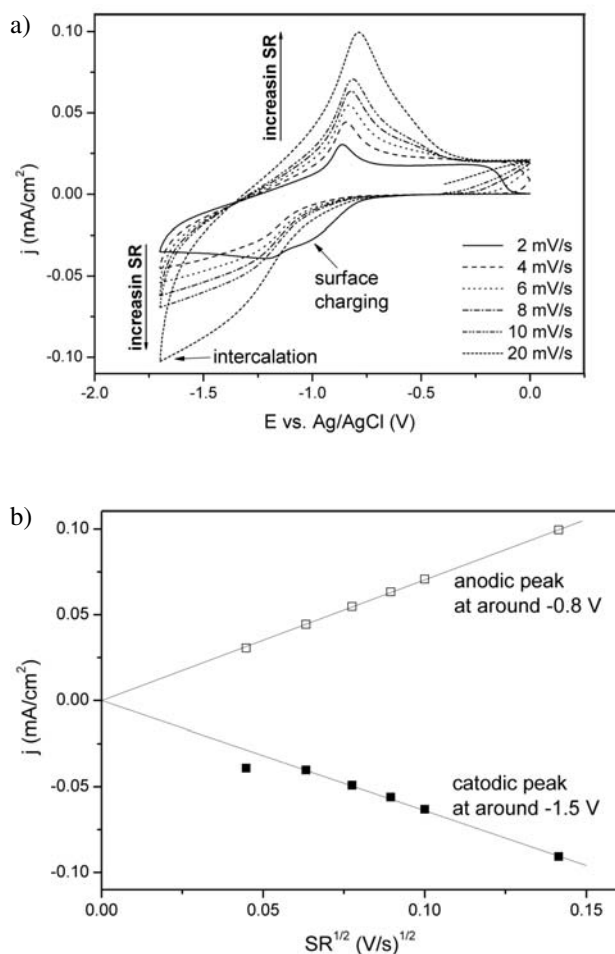 a)
0.10
0.05
0.00
-0.05
-0.10
j (mA/cm²)
increasin SR
increasin SR
surface
charging
intercalation
2 mV/s
4 mV/s
6 mV/s
8 mV/s
10 mV/s
20 mV/s
-2.0 -1.5 -1.0 -0.5 0.0
E vs. Ag/AgCl (V)
b)
0.10
0.05
0.00
-0.05
-0.10
j (mA/cm²)
anodic peak
at around -0.8 V
catodic peak
at around -1.5 V
0.00 0.05 0.10 0.15
SR^1/2 (V/s)^1/2